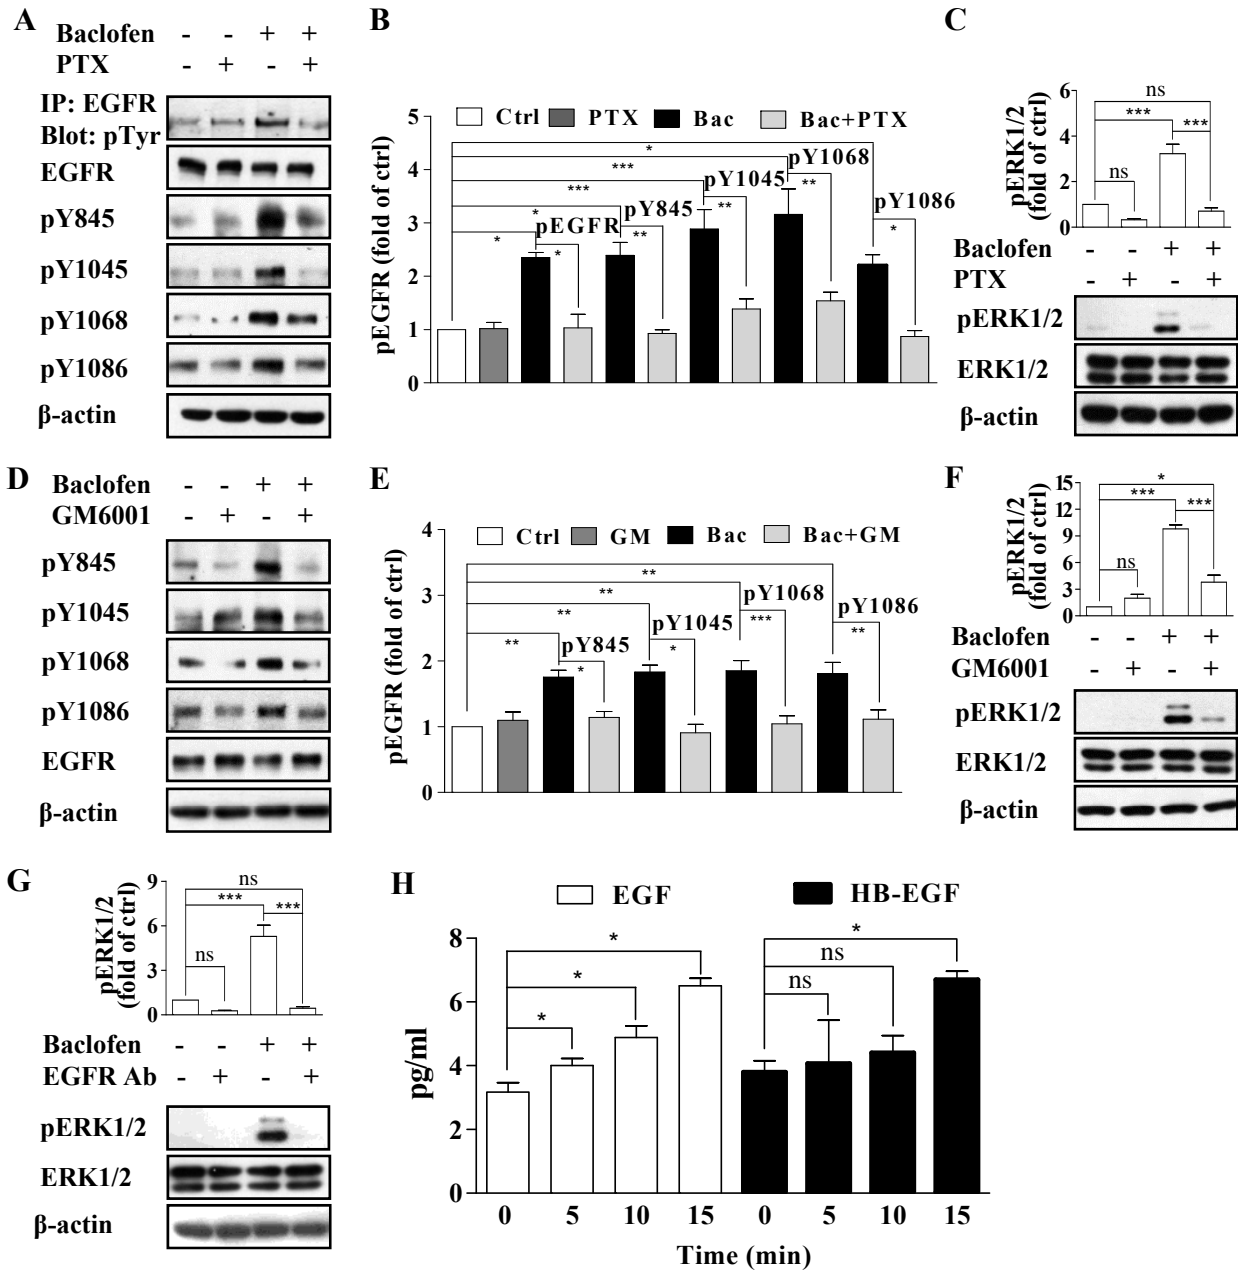 A
Baclofen - - + +
PTX - + - +
IP: EGFR
Blot: pTyr
EGFR
pY845
pY1045
pY1068
pY1086
β-actin
B
Ctrl PTX Bac Bac+PTX
pEGFR (fold of ctrl)
5
4
3
2
1
0
*
***
***
*
*
pEGFR
*
pY845
**
pY1045
**
pY1068
**
pY1086
*
C
pERK1/2
(fold of ctrl)
6
4
2
0
ns
***
***
ns
Baclofen - - + +
PTX - + - +
pERK1/2
ERK1/2
β-actin
D
Baclofen - - + +
GM6001 - + - +
pY845
pY1045
pY1068
pY1086
EGFR
β-actin
E
Ctrl GM Bac Bac+GM
pEGFR (fold of ctrl)
4
3
2
1
0
**
**
**
**
pY845
*
pY1045
*
pY1068
***
pY1086
**
F
pERK1/2
(fold of ctrl)
15
12
9
6
3
0
*
***
***
ns
Baclofen - - + +
GM6001 - + - +
pERK1/2
ERK1/2
β-actin
G
pERK1/2
(fold of ctrl)
9
6
3
0
ns
***
***
ns
Baclofen - - + +
EGFR Ab - + - +
pERK1/2
ERK1/2
β-actin
H
EGF HB-EGF
pg/ml
8
6
4
2
0
*
*
*
*
ns
ns
0 5 10 15 0 5 10 15
Time (min)